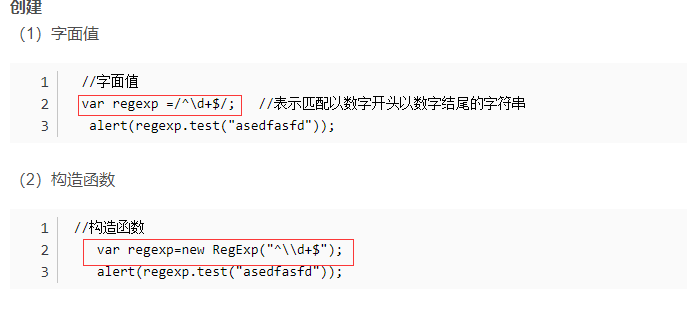 创建
（1）字面值
1 //字面值
2 var regexp =/^\d+$/; //表示匹配以数字开头以数字结尾的字符串
3 alert(regexp.test("asedfasfd"));
（2）构造函数
1 //构造函数
2 var regexp=new RegExp("^\\d+$");
3 alert(regexp.test("asedfasfd"));